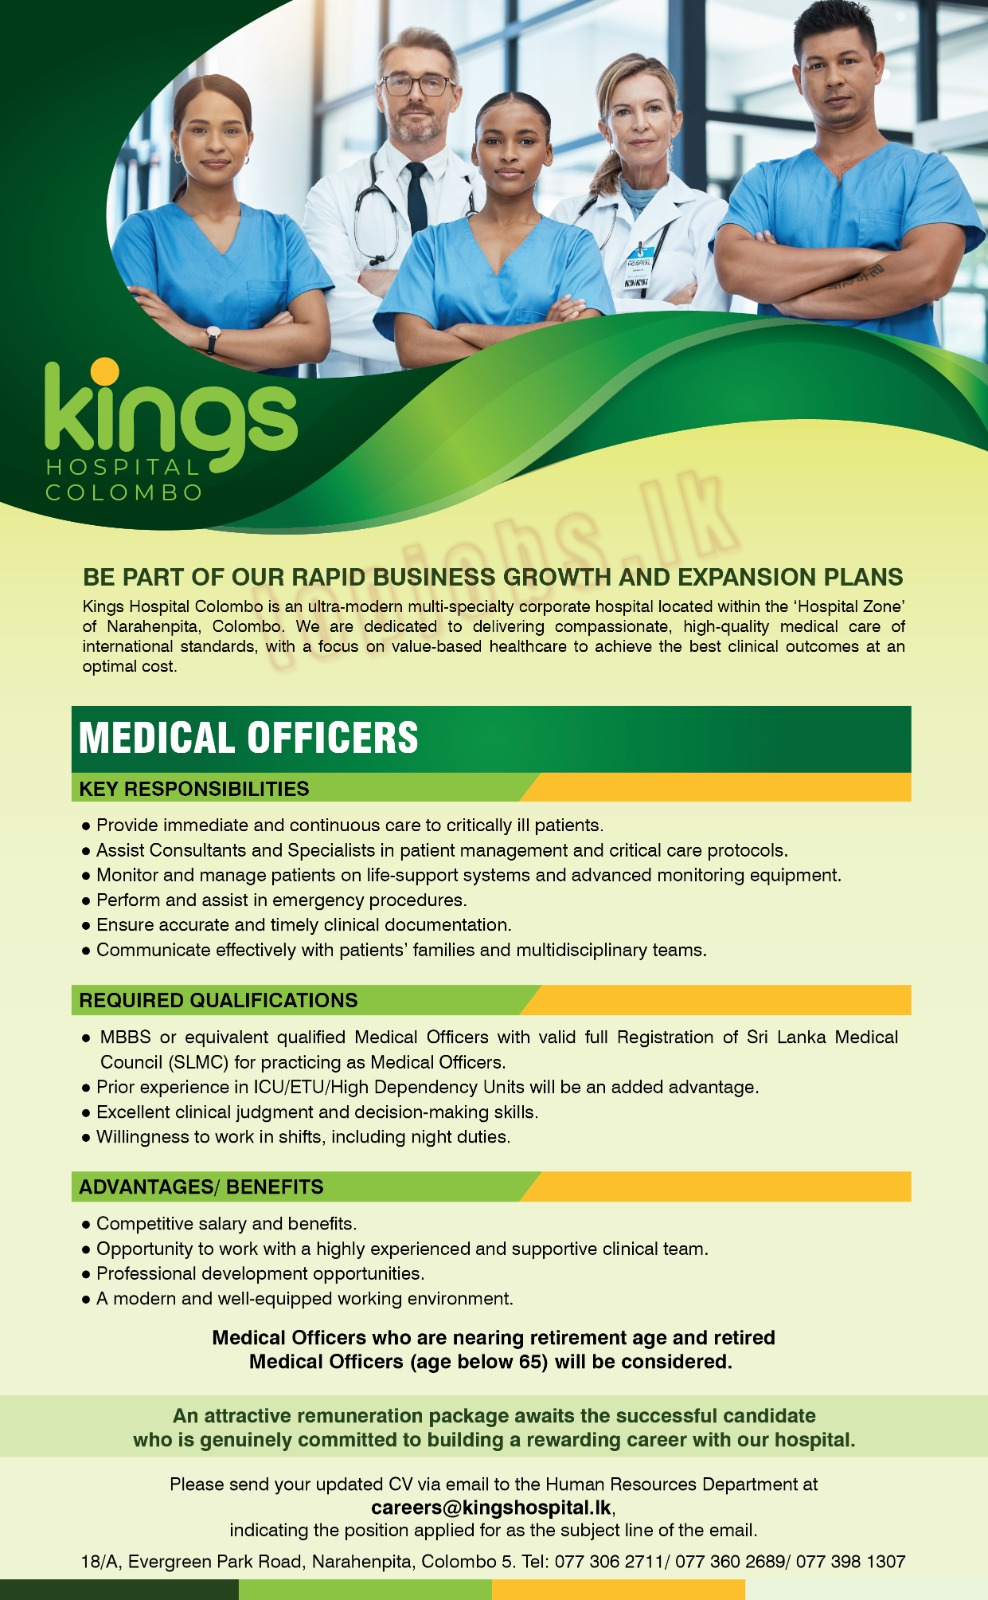 kings
HOSPITAL
COLOMBO
topjobs.lk
BE PART OF OUR RAPID BUSINESS GROWTH AND EXPANSION PLANS
Kings Hospital Colombo is an ultra-modern multi-specialty corporate hospital located within the ‘Hospital Zone’
of Narahenpita, Colombo. We are dedicated to delivering compassionate, high-quality medical care of
international standards, with a focus on value-based healthcare to achieve the best clinical outcomes at an
optimal cost.
MEDICAL OFFICERS
KEY RESPONSIBILITIES
● Provide immediate and continuous care to critically ill patients.
● Assist Consultants and Specialists in patient management and critical care protocols.
● Monitor and manage patients on life-support systems and advanced monitoring equipment.
● Perform and assist in emergency procedures.
● Ensure accurate and timely clinical documentation.
● Communicate effectively with patients’ families and multidisciplinary teams.
REQUIRED QUALIFICATIONS
● MBBS or equivalent qualified Medical Officers with valid full Registration of Sri Lanka Medical
Council (SLMC) for practicing as Medical Officers.
● Prior experience in ICU/ETU/High Dependency Units will be an added advantage.
● Excellent clinical judgment and decision-making skills.
● Willingness to work in shifts, including night duties.
ADVANTAGES/ BENEFITS
● Competitive salary and benefits.
● Opportunity to work with a highly experienced and supportive clinical team.
● Professional development opportunities.
● A modern and well-equipped working environment.
Medical Officers who are nearing retirement age and retired
Medical Officers (age below 65) will be considered.
An attractive remuneration package awaits the successful candidate
who is genuinely committed to building a rewarding career with our hospital.
Please send your updated CV via email to the Human Resources Department at
careers@kingshospital.lk,
indicating the position applied for as the subject line of the email.
18/A, Evergreen Park Road, Narahenpita, Colombo 5. Tel: 077 306 2711/ 077 360 2689/ 077 398 1307